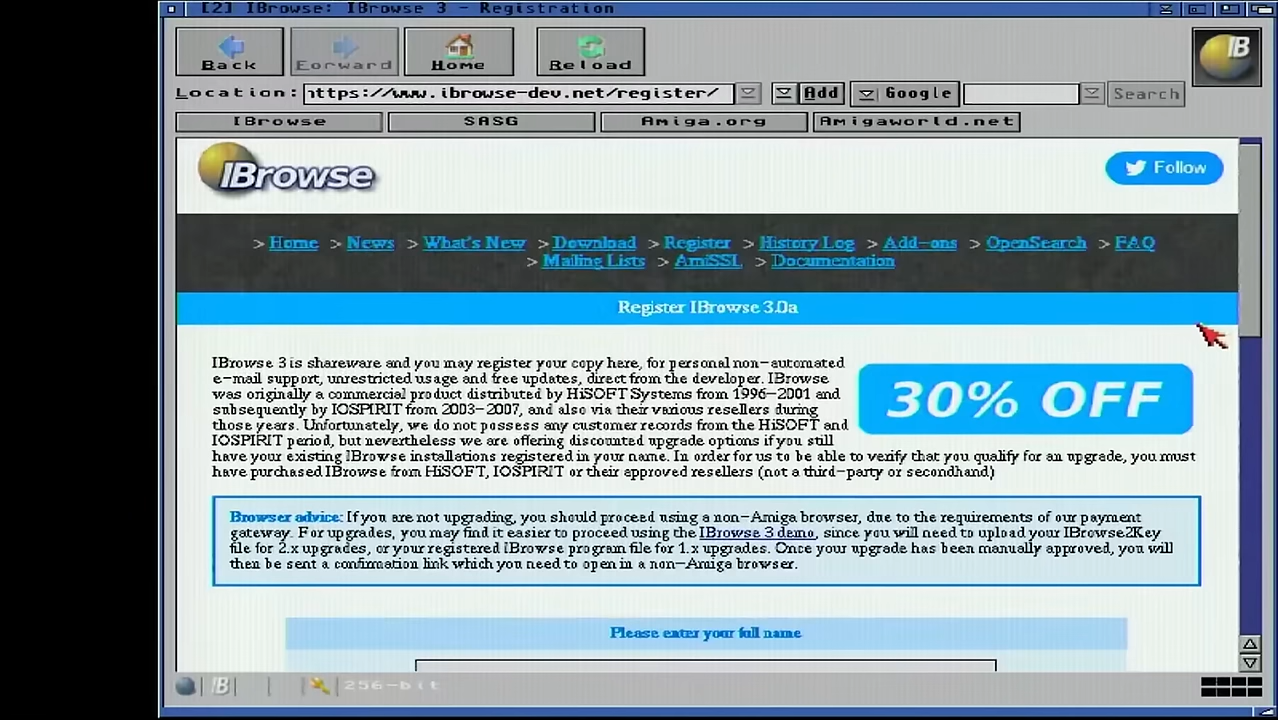 [2] IBrowse: IBrowse 3 - Registration
Back
Forward
Home
Reload
IB
Location: https://www.ibrowse-dev.net/register/
Add
Google
Search
IBrowse
SASG
Amiga.org
Amigaworld.net
IBrowse
Follow
> Home > News > What's New > Download > Register > History Log > Add-ons > OpenSearch > FAQ
> Mailing Lists > AmiSSL > Documentation
Register IBrowse 3.0a
IBrowse 3 is shareware and you may register your copy here, for personal non-automated
e-mail support, unrestricted usage and free updates, direct from the developer. IBrowse
was originally a commercial product distributed by HiSOFT Systems from 1996-2001 and
subsequently by IOSPIRIT from 2003-2007, and also via their various resellers during
those years. Unfortunately, we do not possess any customer records from the HiSOFT and
IOSPIRIT period, but nevertheless we are offering discounted upgrade options if you still
have your existing IBrowse installations registered in your name. In order for us to be able to verify that you qualify for an upgrade, you must
have purchased IBrowse from HiSOFT, IOSPIRIT or their approved resellers (not a third-party or secondhand)
30% OFF
Browser advice: If you are not upgrading, you should proceed using a non-Amiga browser, due to the requirements of our payment
gateway. For upgrades, you may find it easier to proceed using the IBrowse 3 demo, since you will need to upload your IBrowse2Key
file for 2.x upgrades, or your registered IBrowse program file for 1.x upgrades. Once your upgrade has been manually approved, you will
then be sent a confirmation link which you need to open in a non-Amiga browser.
Please enter your full name
IB
256-bit